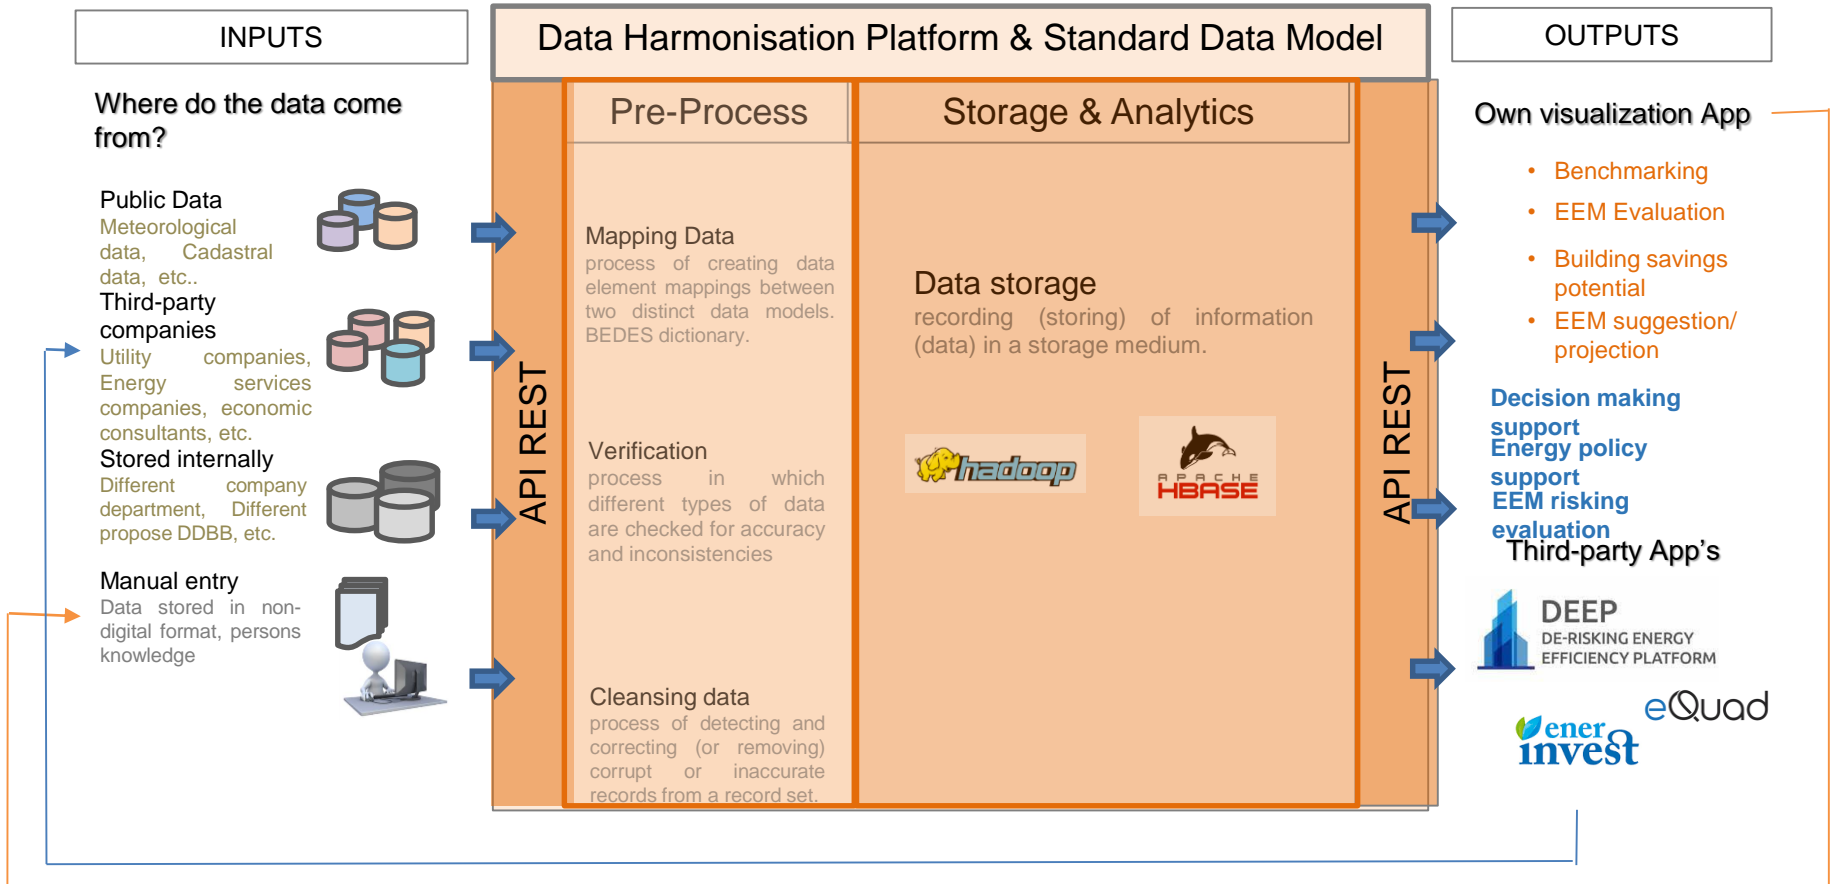 INPUTS
Where do the data come
from?
Public Data
Meteorological
data, Cadastral
data, etc..
Third-party
companies
Utility companies,
Energy services
companies, economic
consultants, etc.
Stored internally
Different company
department, Different
propose DDBB, etc.
Manual entry
Data stored in non-
digital format, persons
knowledge
Data Harmonisation Platform & Standard Data Model
API REST
Pre-Process
Mapping Data
process of creating data
element mappings between
two distinct data models.
BEDES dictionary.
Verification
process in which
different types of data
are checked for accuracy
and inconsistencies
Cleansing data
process of detecting and
correcting (or removing)
corrupt or inaccurate
records from a record set.
Storage & Analytics
Data storage
recording (storing) of information
(data) in a storage medium.
hadoop
APACHE
HBASE
API REST
OUTPUTS
Own visualization App
• Benchmarking
• EEM Evaluation
• Building savings
potential
• EEM suggestion/
projection
Decision making
support
Energy policy
support
EEM risking
evaluation
Third-party App's
DEEP
DE-RISKING ENERGY
EFFICIENCY PLATFORM
eQuad
ener
invest